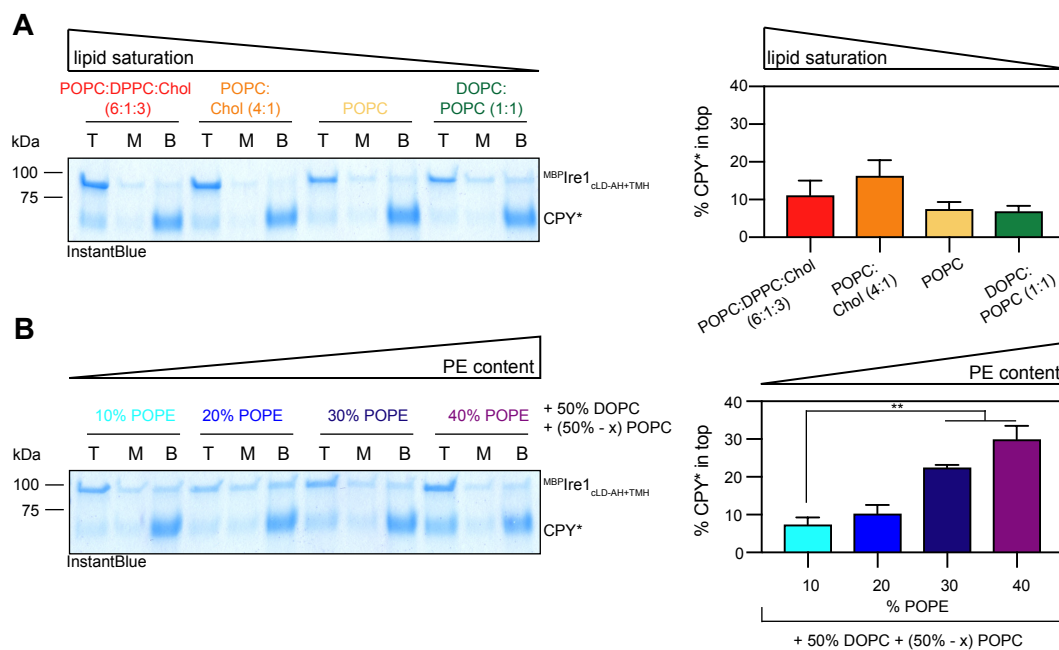 A
lipid saturation
POPC:DPPC:Chol
(6:1:3)
POPC:
Chol (4:1)
POPC
DOPC:
POPC (1:1)
kDa
T M B T M B T M B T M B
100
75
MBPIre1cLD-AH+TMH
CPY*
InstantBlue
lipid saturation
% CPY* in top
40
30
20
10
0
POPC:DPPC:Chol
(6:1:3)
POPC:
Chol (4:1)
POPC
DOPC:
POPC (1:1)
B
PE content
10% POPE 20% POPE 30% POPE 40% POPE
+ 50% DOPC
+ (50% - x) POPC
kDa
T M B T M B T M B T M B
100
75
MBPIre1cLD-AH+TMH
CPY*
InstantBlue
PE content
% CPY* in top
40
30
20
10
0
**
10 20 30 40
% POPE
+ 50% DOPC + (50% - x) POPC